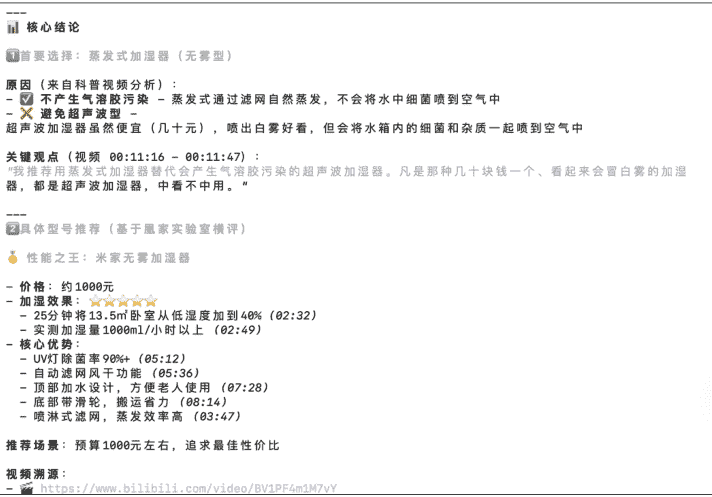 ---
📊 核心结论
1️⃣首要选择：蒸发式加湿器（无雾型）
原因（来自科普视频分析）：
- ✅ 不产生气溶胶污染 - 蒸发式通过滤网自然蒸发，不会将水中细菌喷到空气中
- ❌ 避免超声波型 -
超声波加湿器虽然便宜（几十元），喷出白雾好看，但会将水箱内的细菌和杂质一起喷到空气中
关键观点（视频 00:11:16 - 00:11:47）：
"我推荐用蒸发式加湿器替代会产生气溶胶污染的超声波加湿器。凡是那种几十块钱一个、看起来会冒白雾的加湿
器，都是超声波加湿器，中看不中用。"
---
2️⃣具体型号推荐（基于凰家实验室横评）
🥇 性能之王：米家无雾加湿器
- 价格：约1000元
- 加湿效果：⭐⭐⭐⭐⭐
- 25分钟将13.5㎡卧室从低湿度加到40% (02:32)
- 实测加湿量1000ml/小时以上 (02:49)
- 核心优势：
- UV灯除菌率90%+ (05:12)
- 自动滤网风干功能 (05:36)
- 顶部加水设计，方便老人使用 (07:28)
- 底部带滑轮，搬运省力 (08:14)
- 喷淋式滤网，蒸发效率高 (03:47)
推荐场景：预算1000元左右，追求最佳性价比
视频溯源：
- 🎬 https://www.bilibili.com/video/BV1PF4m1M7vY